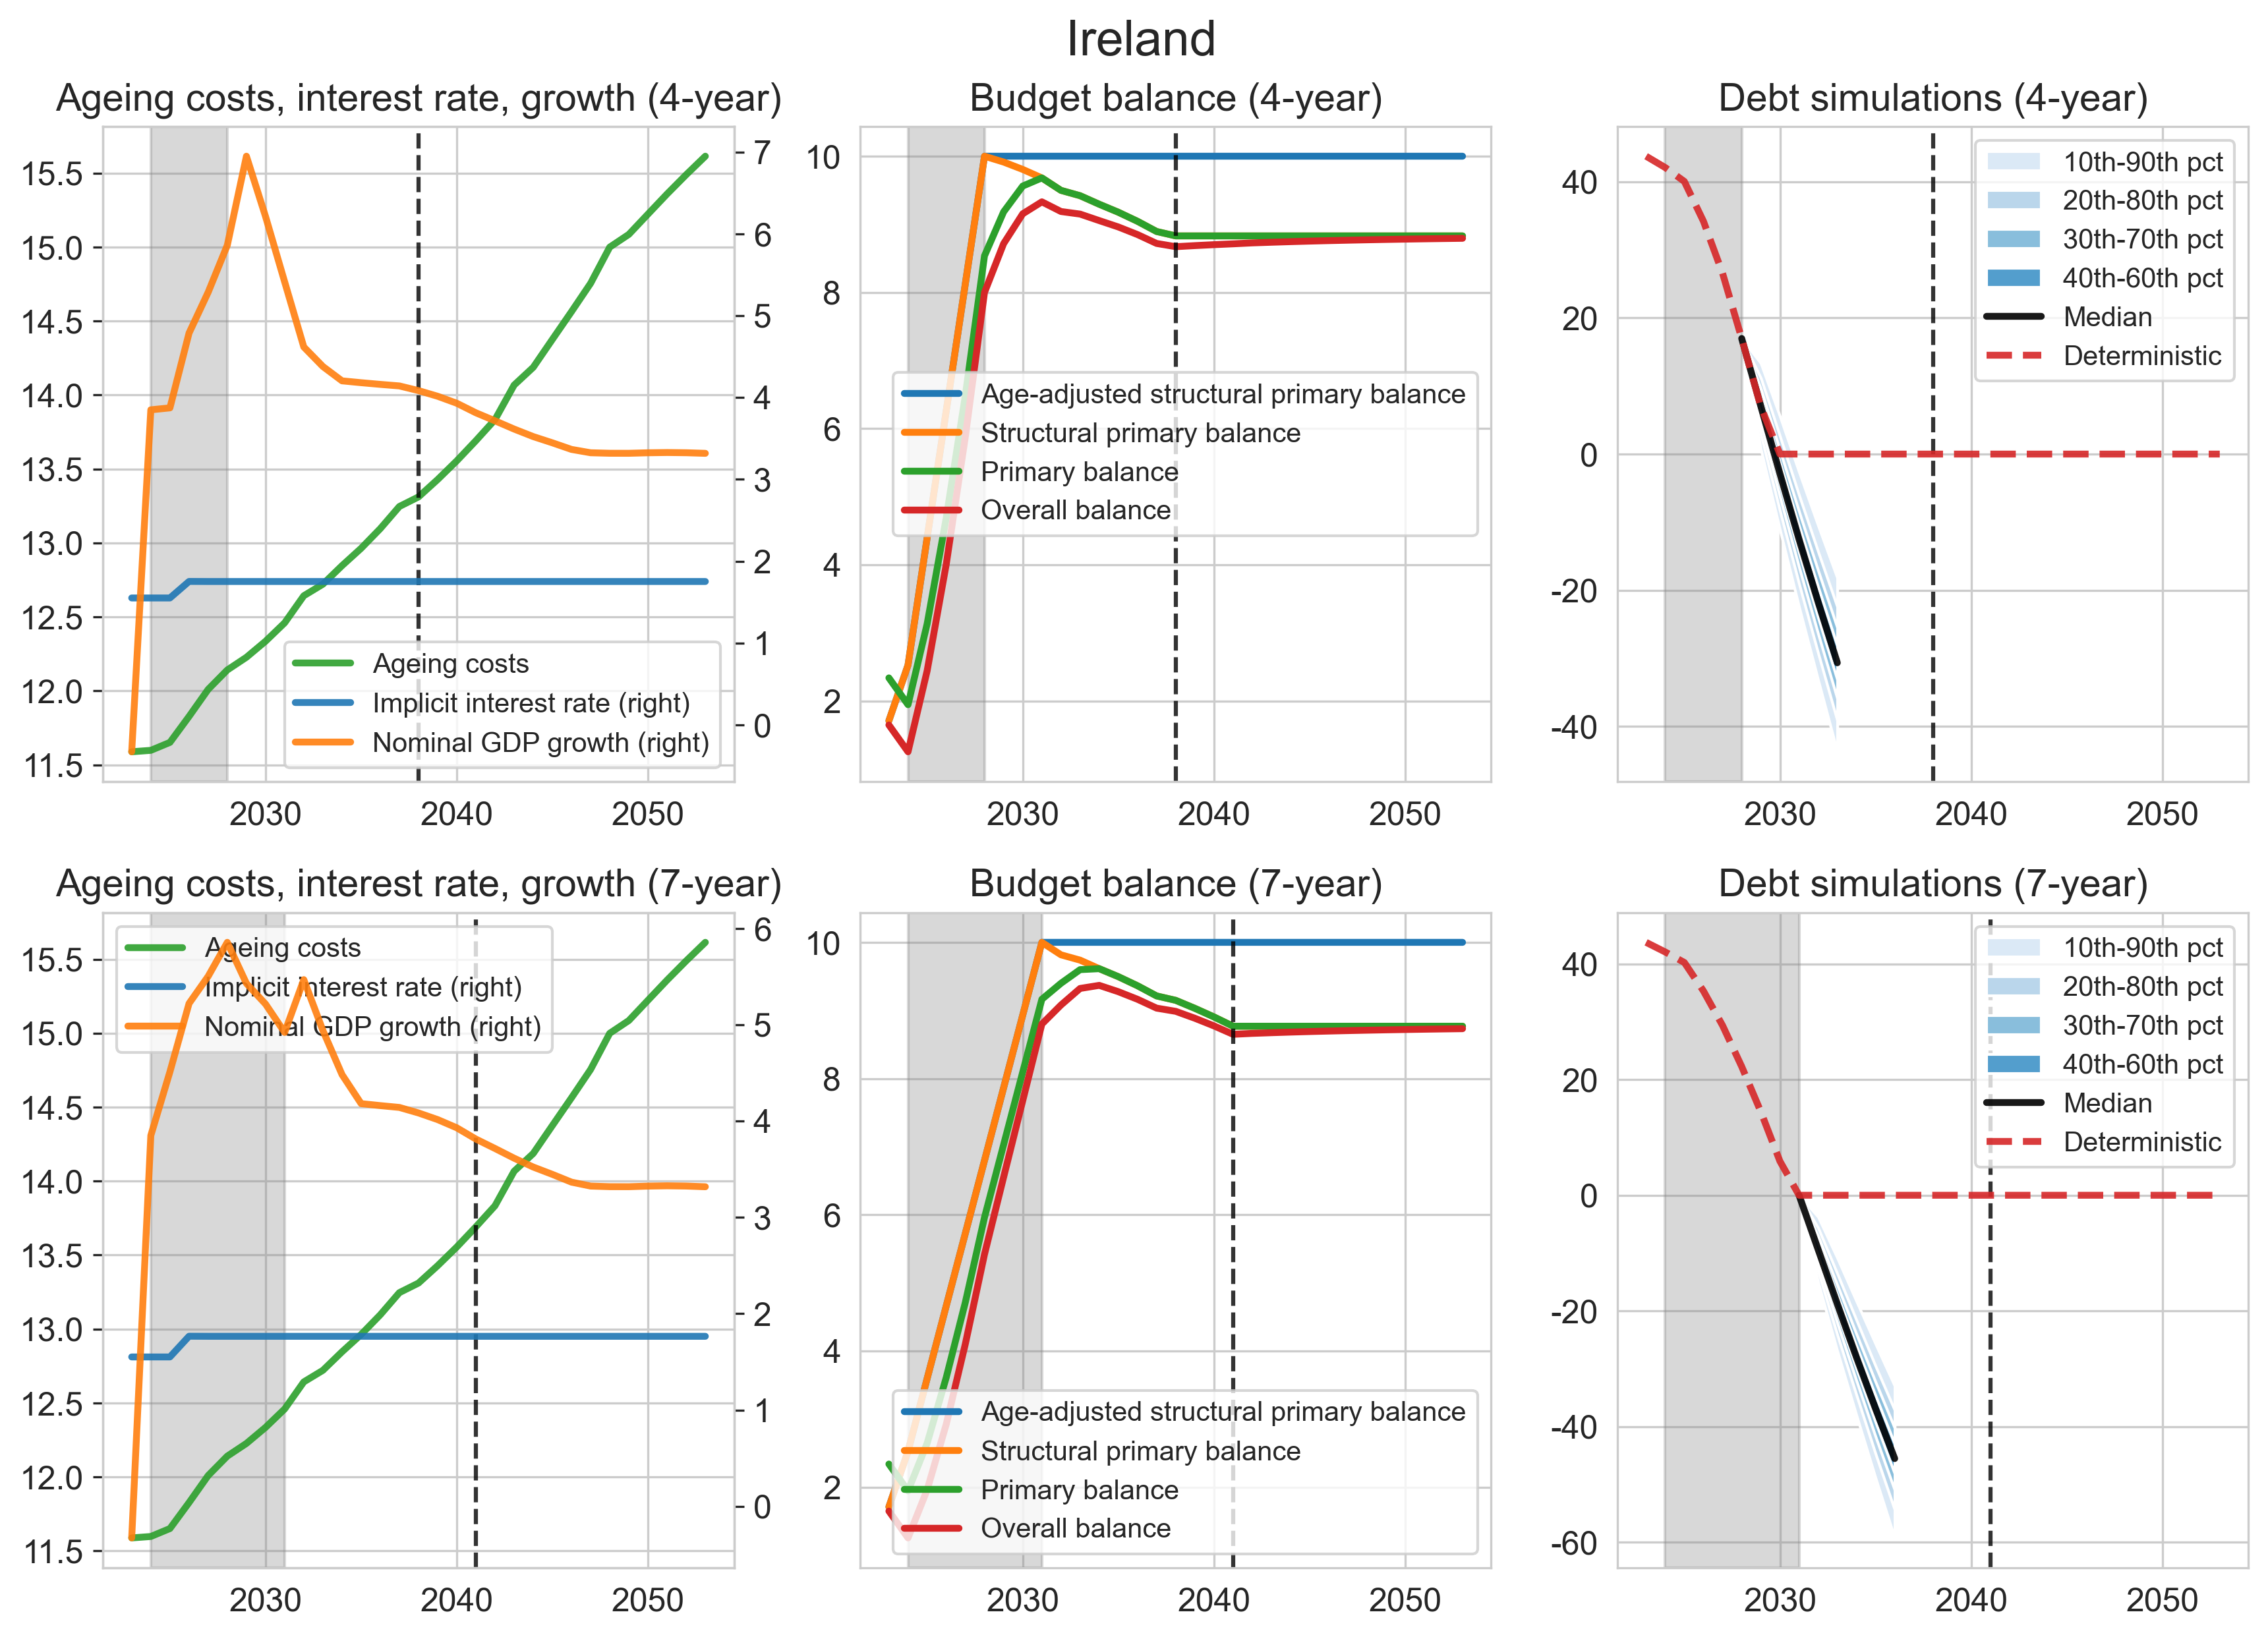 Ireland
Ageing costs, interest rate, growth (4-year)
15.5
15.0
14.5
14.0
13.5
13.0
12.5
12.0
11.5
7
6
5
4
3
2
1
0
Ageing costs
Implicit interest rate (right)
Nominal GDP growth (right)
2030 2040 2050
Budget balance (4-year)
10
8
6
4
2
Age-adjusted structural primary balance
Structural primary balance
Primary balance
Overall balance
2030 2040 2050
Debt simulations (4-year)
40
20
0
-20
-40
10th-90th pct
20th-80th pct
30th-70th pct
40th-60th pct
Median
Deterministic
2030 2040 2050
Ageing costs, interest rate, growth (7-year)
15.5
15.0
14.5
14.0
13.5
13.0
12.5
12.0
11.5
6
5
4
3
2
1
0
Ageing costs
Implicit interest rate (right)
Nominal GDP growth (right)
2030 2040 2050
Budget balance (7-year)
10
8
6
4
2
Age-adjusted structural primary balance
Structural primary balance
Primary balance
Overall balance
2030 2040 2050
Debt simulations (7-year)
40
20
0
-20
-40
-60
10th-90th pct
20th-80th pct
30th-70th pct
40th-60th pct
Median
Deterministic
2030 2040 2050